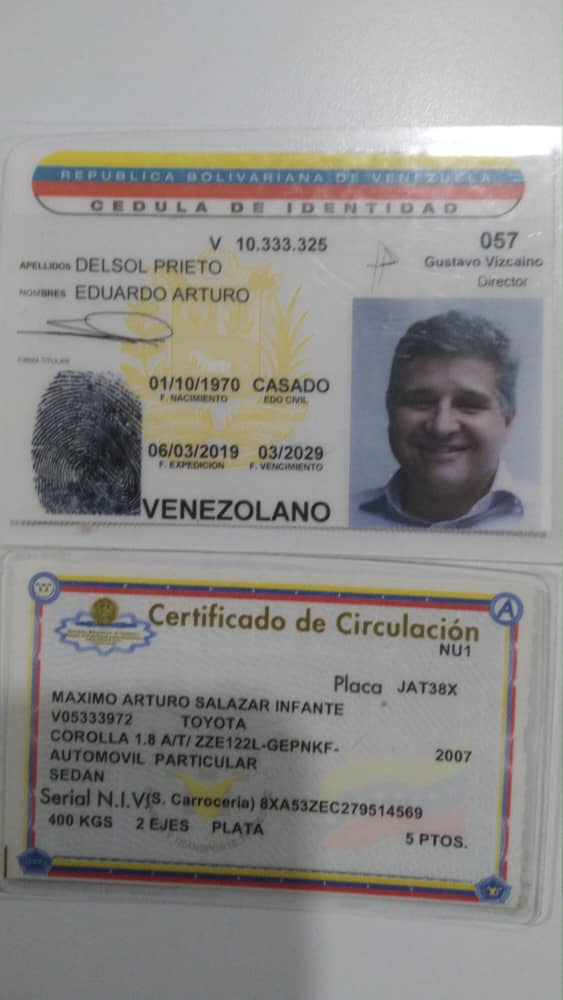 REPUBLICA BOLIVARIANA DE VENEZUELA
CEDULA DE IDENTIDAD
V 10.333.325
057
APELLIDOS DELSOL PRIETO
Gustavo Vizcaino
Director
NOMBRES EDUARDO ARTURO
FIRMA TITULAR
01/10/1970 CASADO
F. NACIMIENTO EDO CIVIL
06/03/2019 03/2029
F. EXPEDICION F. VENCIMIENTO
VENEZOLANO
A
Certificado de Circulación
NU1
Placa JAT38X
MAXIMO ARTURO SALAZAR INFANTE
V05333972 TOYOTA
COROLLA 1.8 A/T/ ZZE122L-GEPNKF-
2007
AUTOMOVIL PARTICULAR
SEDAN
Serial N.I.V(S. Carroceria) 8XA53ZEC279514569
400 KGS 2 EJES PLATA
5 PTOS.